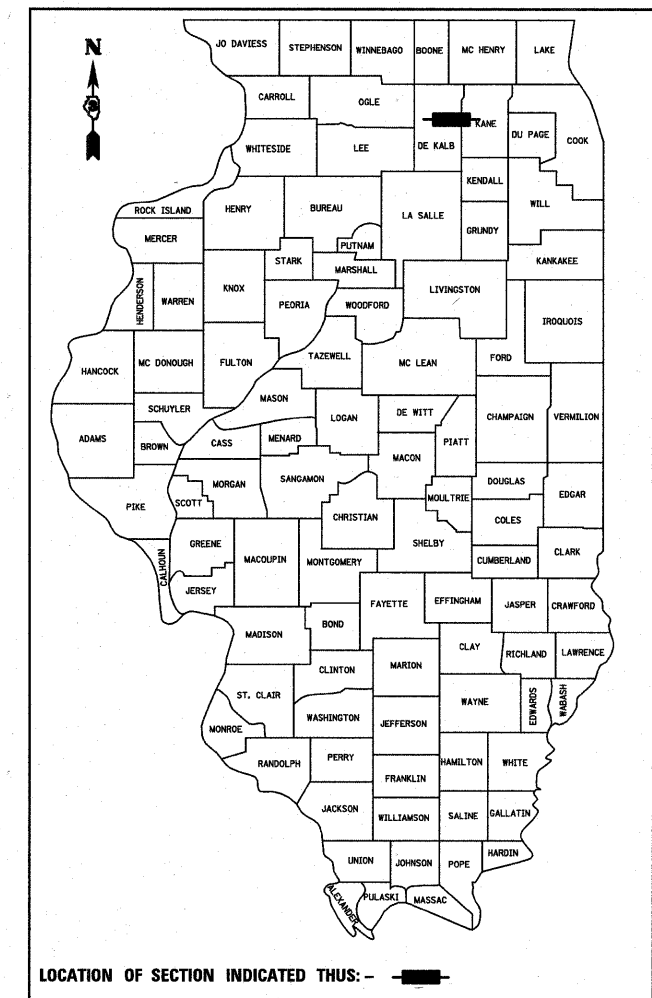 N
JO DAVIESS
STEPHENSON
WINNEBAGO
BOONE
MC HENRY
LAKE
CARROLL
OGLE
KANE
DU PAGE
COOK
WHITESIDE
LEE
DE KALB
KENDALL
WILL
ROCK ISLAND
HENRY
BUREAU
LA SALLE
GRUNDY
MERCER
PUTNAM
KANKAKEE
STARK
MARSHALL
HENDERSON
WARREN
KNOX
PEORIA
WOODFORD
LIVINGSTON
IROQUOIS
HANCOCK
MC DONOUGH
FULTON
TAZEWELL
MC LEAN
FORD
MASON
SCHUYLER
LOGAN
DE WITT
CHAMPAIGN
VERMILION
ADAMS
BROWN
CASS
MENARD
PIATT
MACON
MORGAN
SANGAMON
DOUGLAS
PIKE
SCOTT
CHRISTIAN
MOULTRIE
EDGAR
COLES
GREENE
MACOUPIN
SHELBY
CALHOUN
MONTGOMERY
CUMBERLAND
CLARK
JERSEY
FAYETTE
EFFINGHAM
JASPER
CRAWFORD
MADISON
BOND
CLAY
RICHLAND
LAWRENCE
CLINTON
MARION
ST. CLAIR
WAYNE
EDWARDS
WABASH
WASHINGTON
JEFFERSON
MONROE
RANDOLPH
PERRY
HAMILTON
WHITE
FRANKLIN
JACKSON
WILLIAMSON
SALINE
GALLATIN
UNION
JOHNSON
POPE
HARDIN
ALEXANDER
PULASKI
MASSAC
LOCATION OF SECTION INDICATED THUS: -